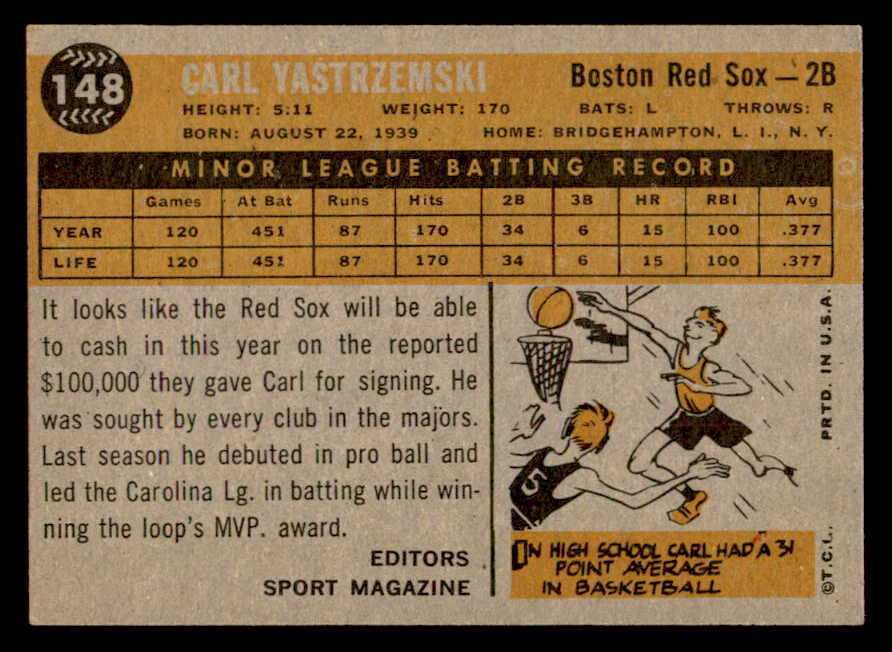 148
CARL YASTRZEMSKI Boston Red Sox — 2B
HEIGHT: 5:11 WEIGHT: 170 BATS: L THROWS: R
BORN: AUGUST 22, 1939 HOME: BRIDGEHAMPTON, L. I., N. Y.
MINOR LEAGUE BATTING RECORD
Games At Bat Runs Hits 2B 3B HR RBI Avg
YEAR 120 451 87 170 34 6 15 100 .377
LIFE 120 451 87 170 34 6 15 100 .377
It looks like the Red Sox will be able
to cash in this year on the reported
$100,000 they gave Carl for signing. He
was sought by every club in the majors.
Last season he debuted in pro ball and
led the Carolina Lg. in batting while win-
ning the loop's MVP. award.
EDITORS
SPORT MAGAZINE
5
IN HIGH SCHOOL CARL HAD A 31
POINT AVERAGE
IN BASKETBALL
©T.C.G. PRTD. IN U.S.A.